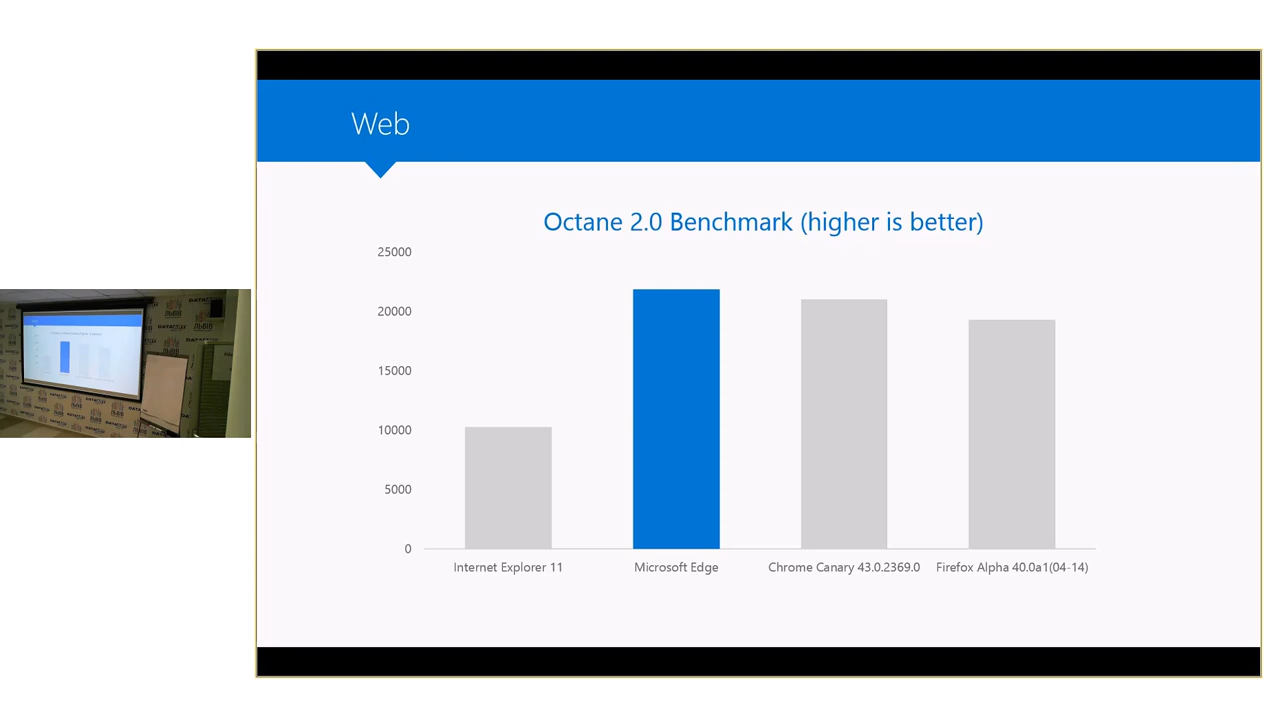 Web
Octane 2.0 Benchmark (higher is better)
25000
20000
15000
10000
5000
0
Internet Explorer 11
Microsoft Edge
Chrome Canary 43.0.2369.0
Firefox Alpha 40.0a1(04-14)
ЛЬВІВ